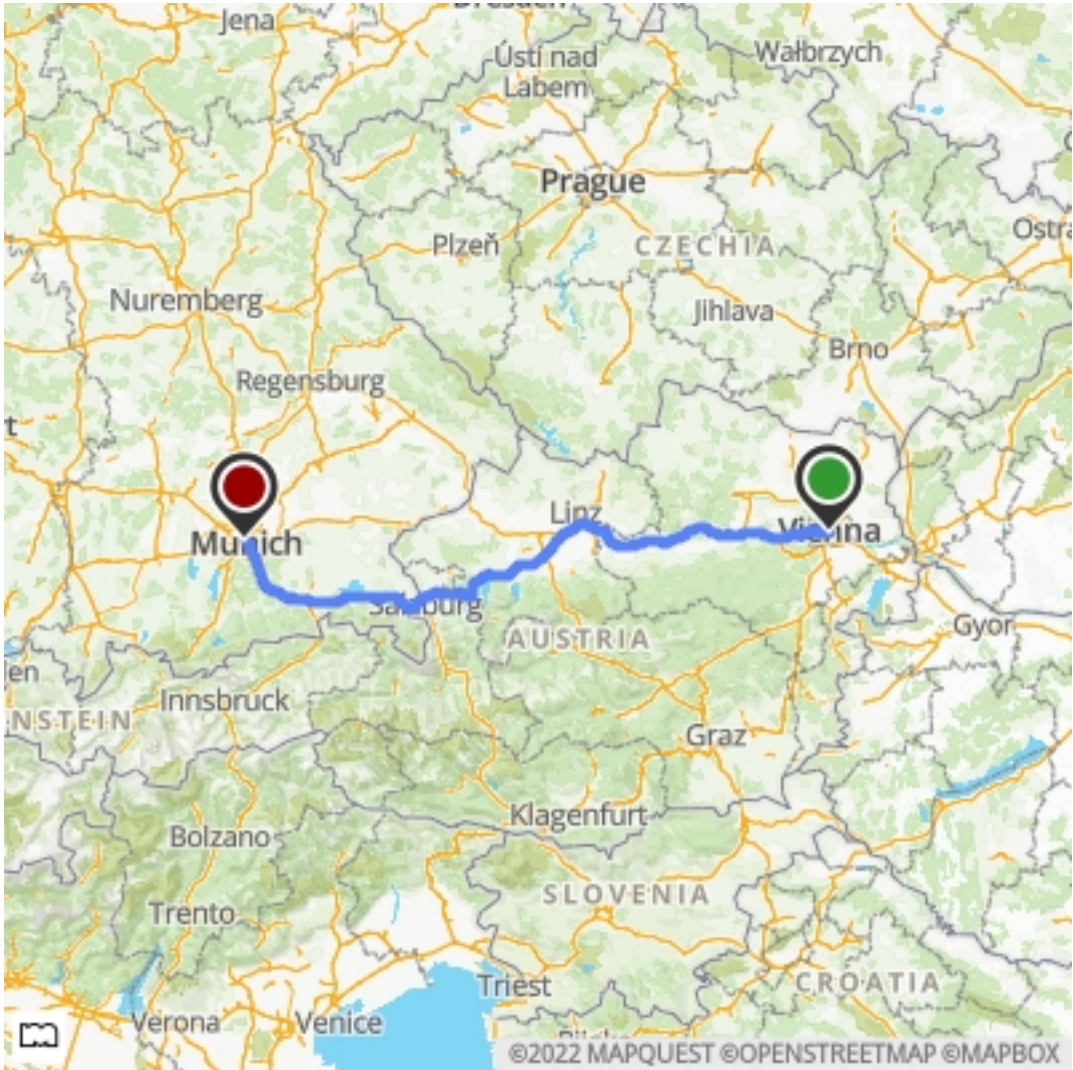 Jena
Ústí nad
Labem
Wałbrzych
Prague
Plzeň
CZECHIA
Nuremberg
Jihlava
Brno
Regensburg
Linz
Vienna
Munich
Salzburg
AUSTRIA
Gyor
Innsbruck
Graz
Klagenfurt
Bolzano
SLOVENIA
Trento
CROATIA
Triest
Verona
Venice
©2022 MAPQUEST ©OPENSTREETMAP ©MAPBOX